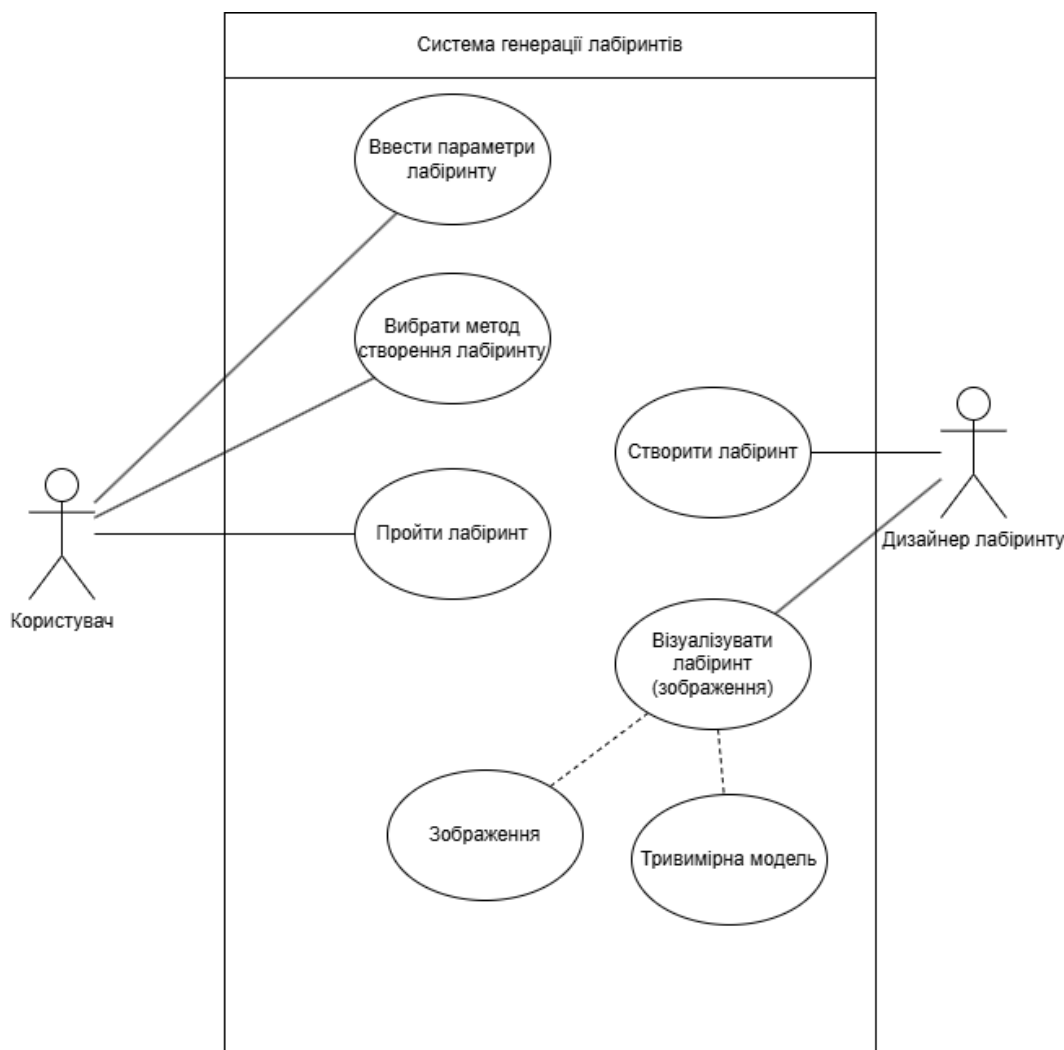 Система генерації лабіринтів
Ввести параметри
лабіринту
Вибрати метод
створення лабіринту
Створити лабіринт
Пройти лабіринт
Дизайнер лабіринту
Користувач
Візуалізувати
лабіринт
(зображення)
Зображення
Тривимірна модель